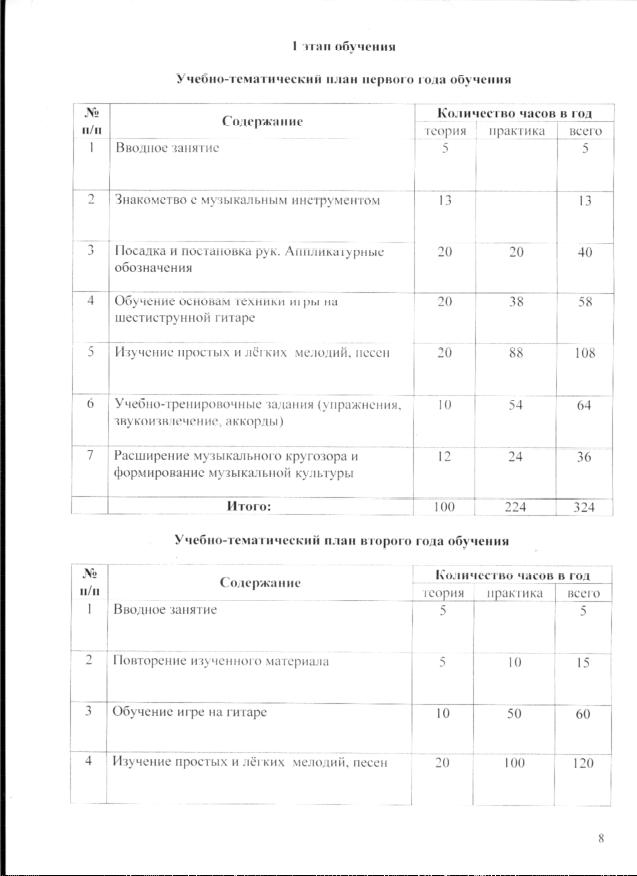 1 этап обучения
Учебно-тематический план первого года обучения
№ п/п Содержание Количество часов в год
теория практика всего
1 Вводное занятие 5 5
2 Знакомство с музыкальным инструментом 13 13
3 Посадка и постановка рук. Аппликатурные 20 20 40
обозначения
4 Обучение основам техники игры на 20 38 58
шестиструнной гитаре
5 Изучение простых и лёгких мелодий, песен 20 88 108
6 Учебно-тренировочные задания (упражнения, 10 54 64
звукоизвлечение, аккорды)
7 Расширение музыкального кругозора и 12 24 36
формирование музыкальной культуры
Итого: 100 224 324
Учебно-тематический план второго года обучения
№ п/п Содержание Количество часов в год
теория практика всего
1 Вводное занятие 5 5
2 Повторение изученного материала 5 10 15
3 Обучение игре на гитаре 10 50 60
4 Изучение простых и лёгких мелодий, песен 20 100 120
8